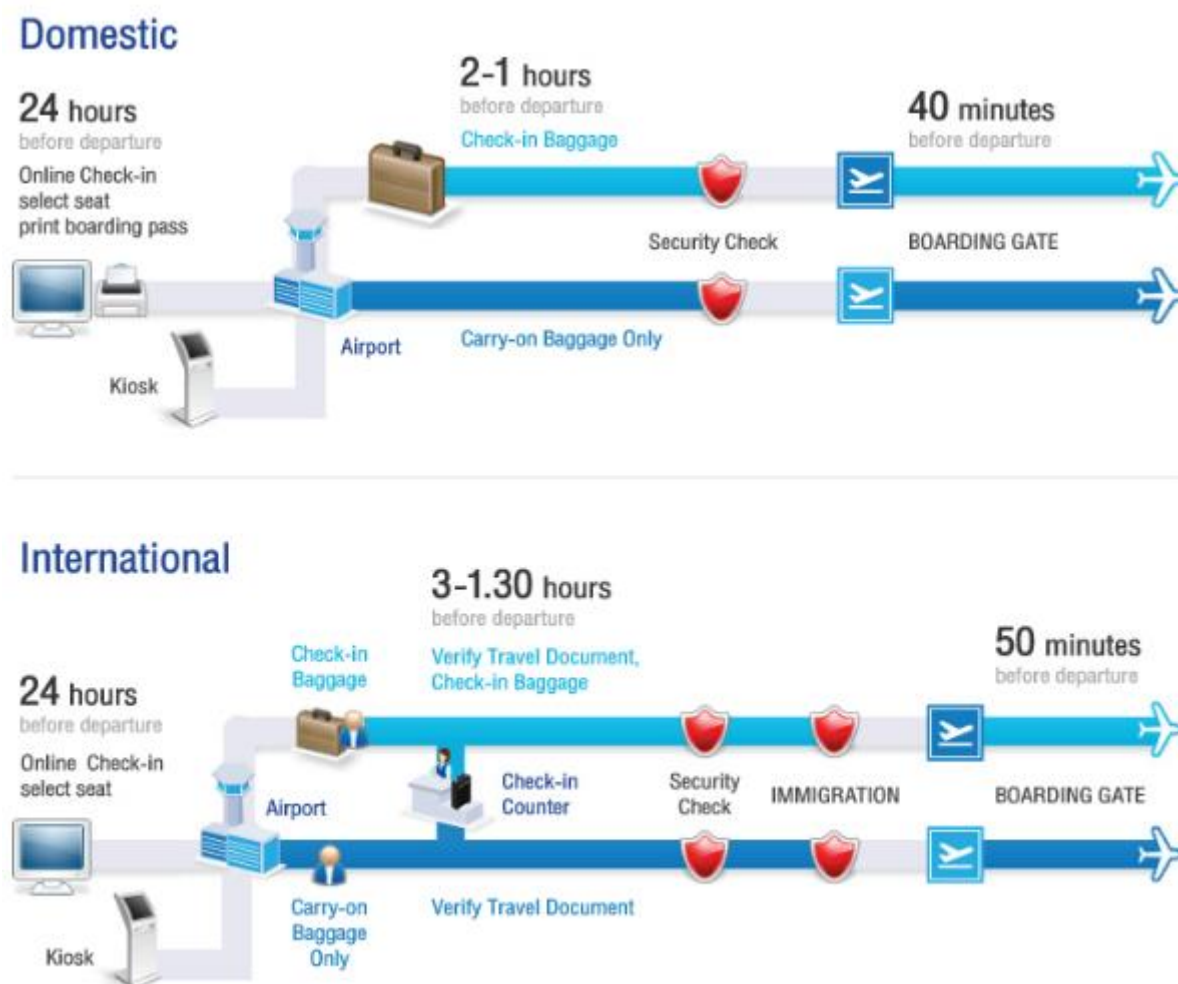 Domestic
24 hours
before departure
Online Check-in
select seat
print boarding pass
2-1 hours
before departure
Check-in Baggage
40 minutes
before departure
Security Check
BOARDING GATE
Airport
Carry-on Baggage Only
Kiosk
International
24 hours
before departure
Online Check-in
select seat
Check-in
Baggage
3-1.30 hours
before departure
Verify Travel Document,
Check-in Baggage
50 minutes
before departure
Airport
Check-in
Counter
Security
Check
IMMIGRATION
BOARDING GATE
Carry-on
Baggage
Only
Verify Travel Document
Kiosk